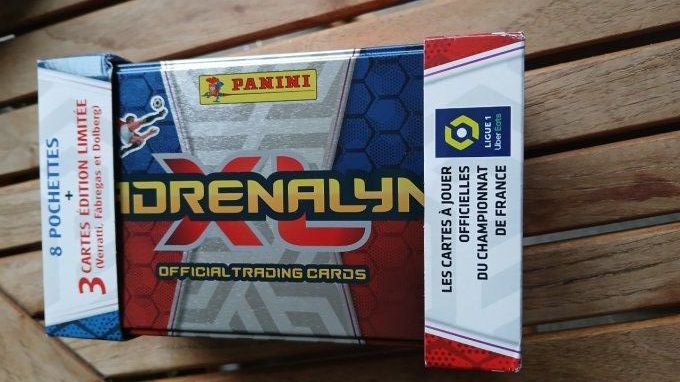 8 POCHETTES
+
3 CARTES ÉDITION LIMITÉE
(Verratti, Fàbregas et Dolberg)
PANINI
ADRENALYN
XL
OFFICIAL TRADING CARDS
LIGUE 1
Uber Eats
LES CARTES À JOUER
OFFICIELLES
DU CHAMPIONNAT
DE FRANCE